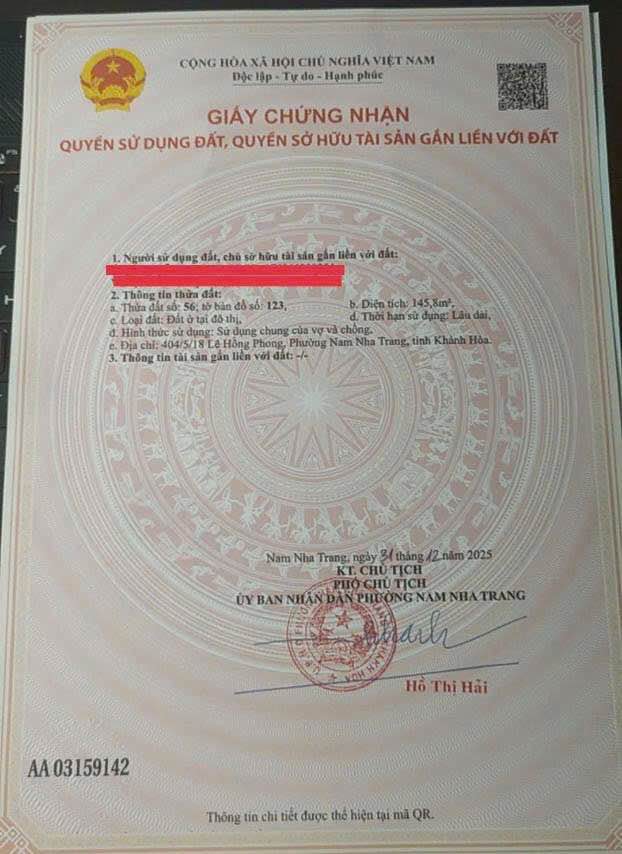 CỘNG HÒA XÃ HỘI CHỦ NGHĨA VIỆT NAM
Độc lập - Tự do - Hạnh phúc
GIẤY CHỨNG NHẬN
QUYỀN SỬ DỤNG ĐẤT, QUYỀN SỞ HỮU TÀI SẢN GẮN LIỀN VỚI ĐẤT
1. Người sử dụng đất, chủ sở hữu tài sản gắn liền với đất:
2. Thông tin thửa đất:
a. Thửa đất số: 56; tờ bản đồ số: 123, b. Diện tích: 145,8m²,
c. Loại đất: Đất ở tại đô thị, d. Thời hạn sử dụng: Lâu dài,
đ. Hình thức sử dụng: Sử dụng chung của vợ và chồng.
e. Địa chỉ: 404/5/18 Lê Hồng Phong, Phường Nam Nha Trang, tỉnh Khánh Hòa.
3. Thông tin tài sản gắn liền với đất: -/-
Nam Nha Trang, ngày 31 tháng 12 năm 2025
KT. CHỦ TỊCH
PHÓ CHỦ TỊCH
ỦY BAN NHÂN DÂN PHƯỜNG NAM NHA TRANG
Hồ Thị Hải
AA 03159142
Thông tin chi tiết được thể hiện tại mã QR.